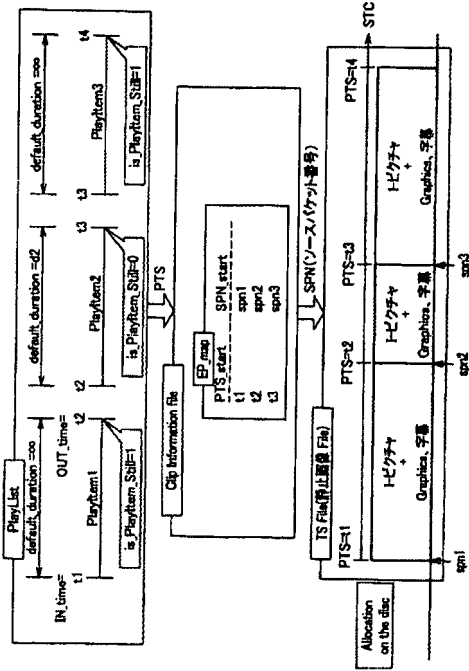 PlayList
default_duration =∞
default_duration =d2
default_duration =∞
IN_time=
OUT_time=
t1
t2
t2
t3
t3
t4
PlayItem1
PlayItem2
PlayItem3
is_PlayItem_Still=1
is_PlayItem_Still=0
is_PlayItem_Still=1
PTS
Clip Information file
EP_map
PTS_start SPN_start
t1 spn1
t2 spn2
t3 spn3
SPN(ソースパケット番号)
TS File(静止画像 File)
PTS=t1
PTS=t2
PTS=t3
PTS=t4
STC
I-ピクチャ
+
Graphics、字幕
I-ピクチャ
+
Graphics、字幕
I-ピクチャ
+
Graphics、字幕
Allocation
on the disc
spn1
spn2
spn3